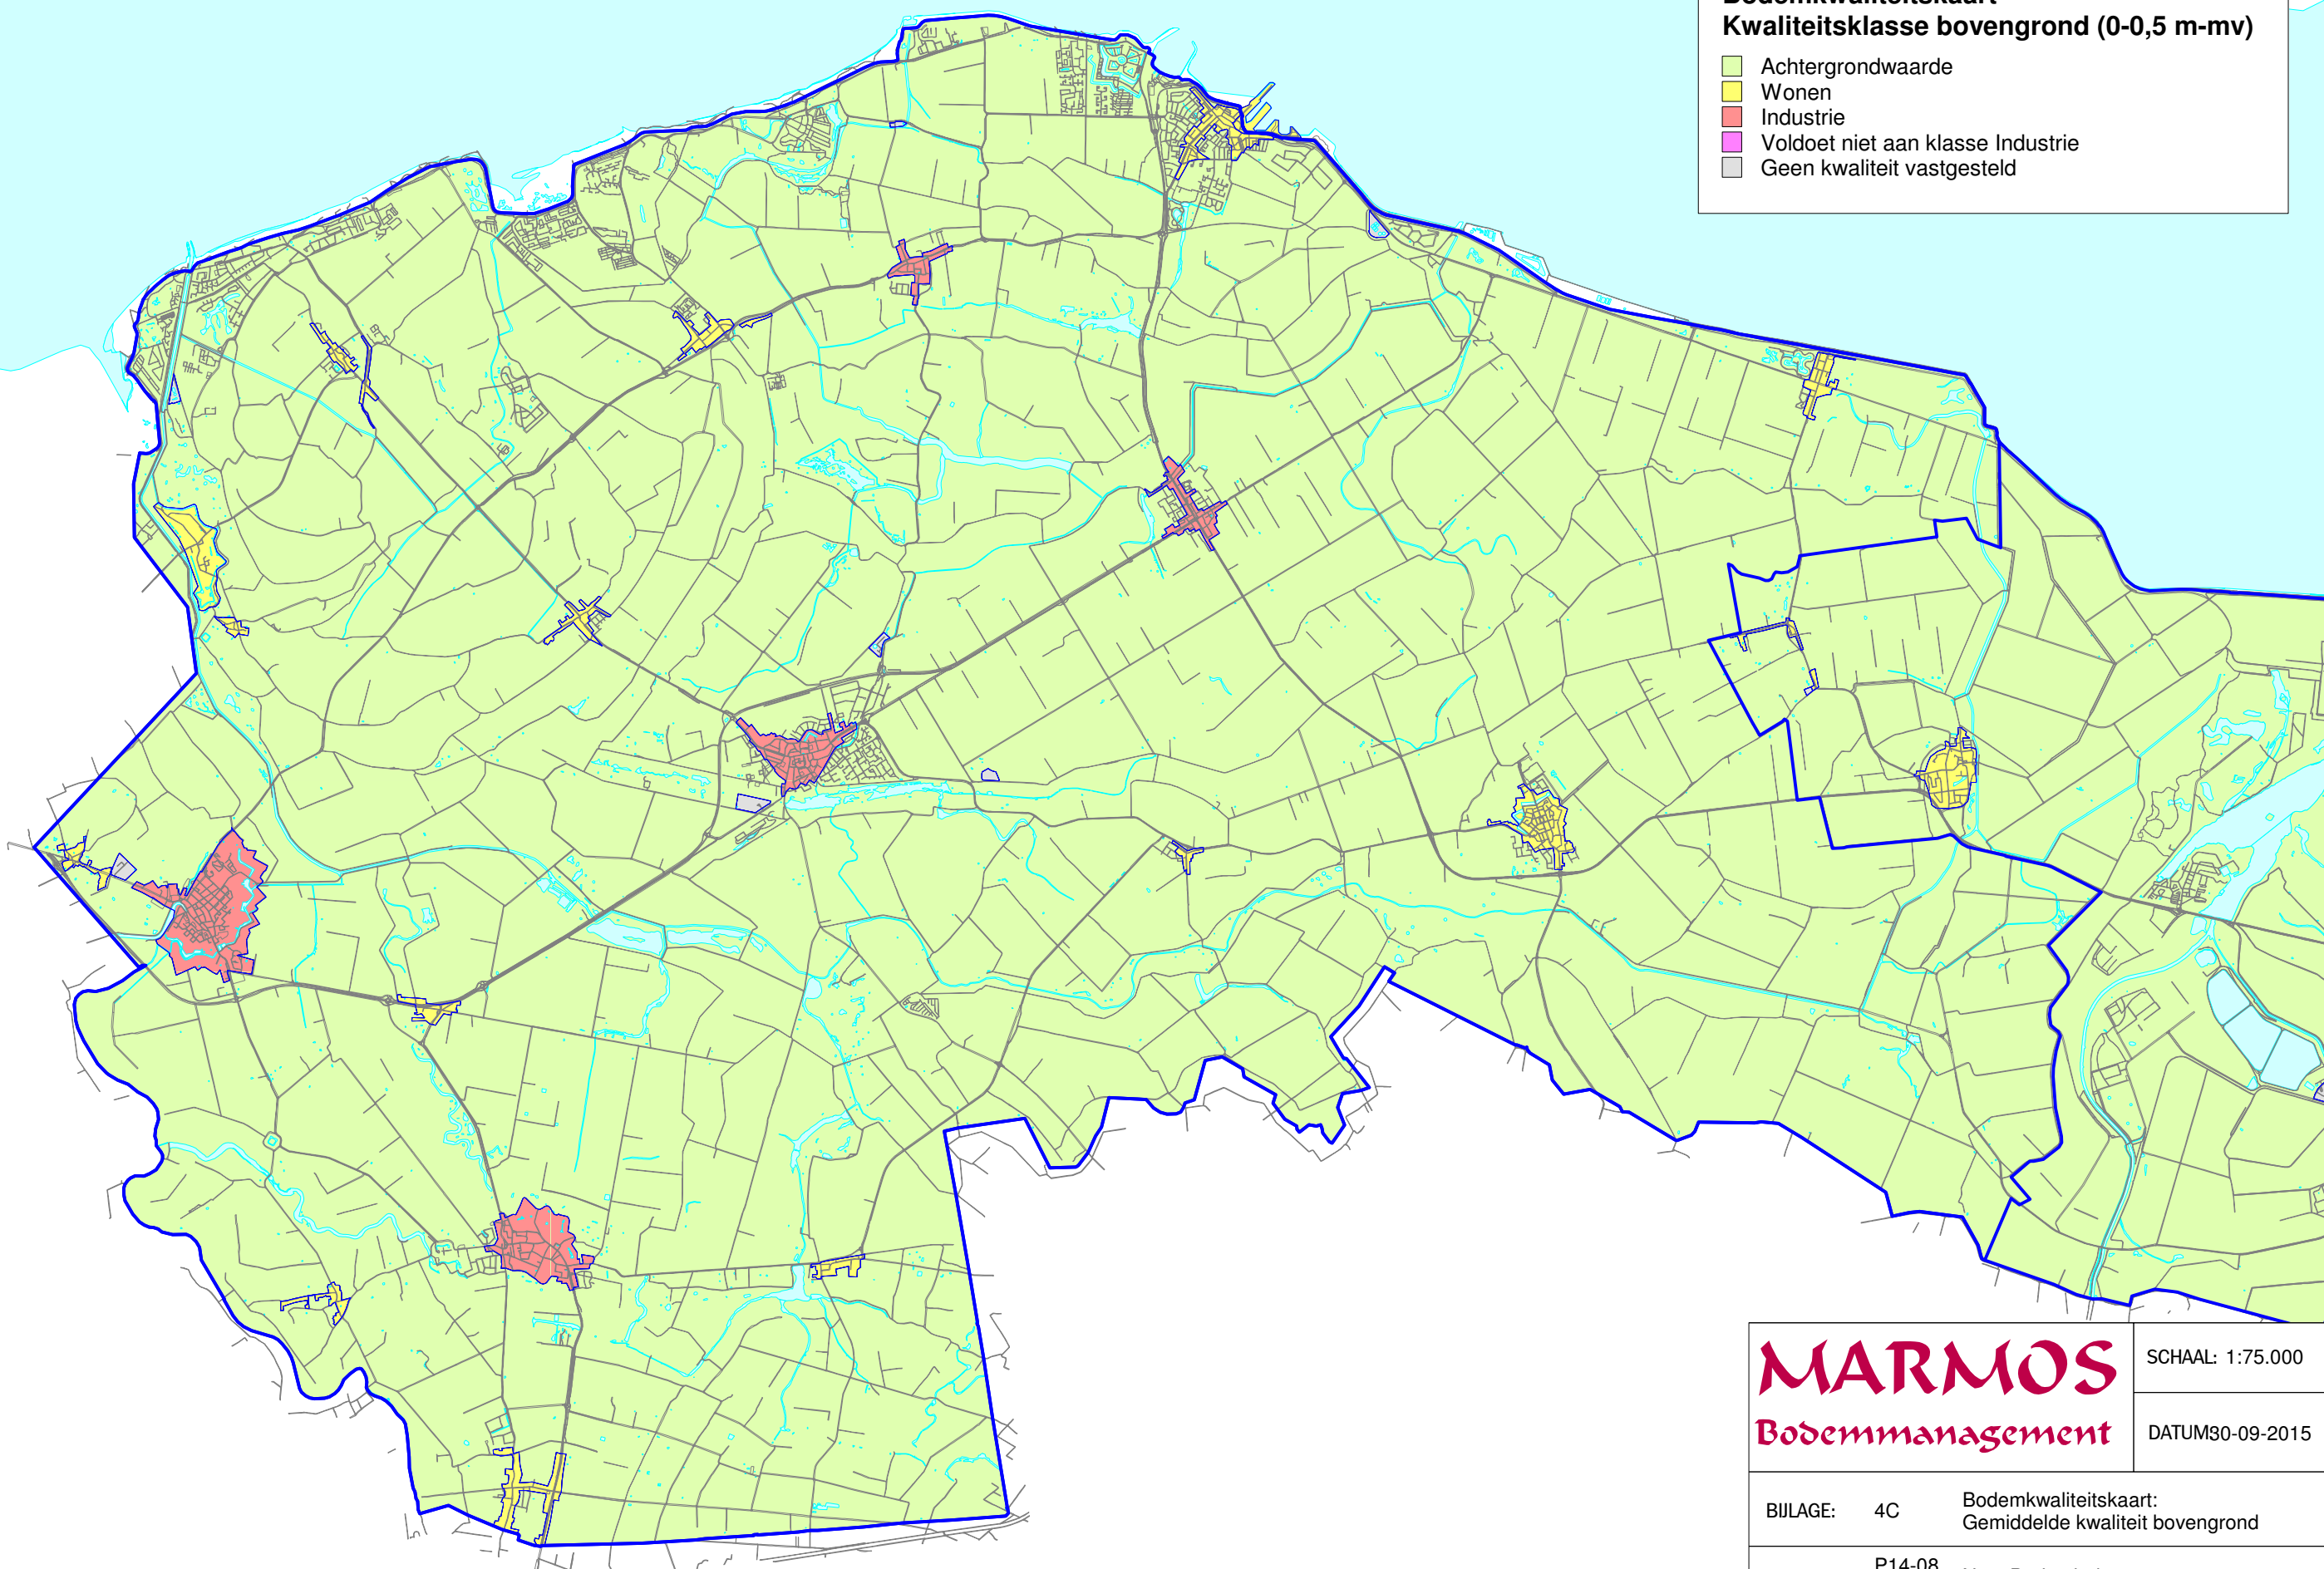 Bodemkwaliteitskaart
Kwaliteitsklasse bovengrond (0-0,5 m-mv)
Achtergrondwaarde
Wonen
Industrie
Voldoet niet aan klasse Industrie
Geen kwaliteit vastgesteld
MARMOS
Bodemmanagement
SCHAAL: 1:75.000
DATUM30-09-2015
BIJLAGE: 4C Bodemkwaliteitskaart:
Gemiddelde kwaliteit bovengrond
P14-08